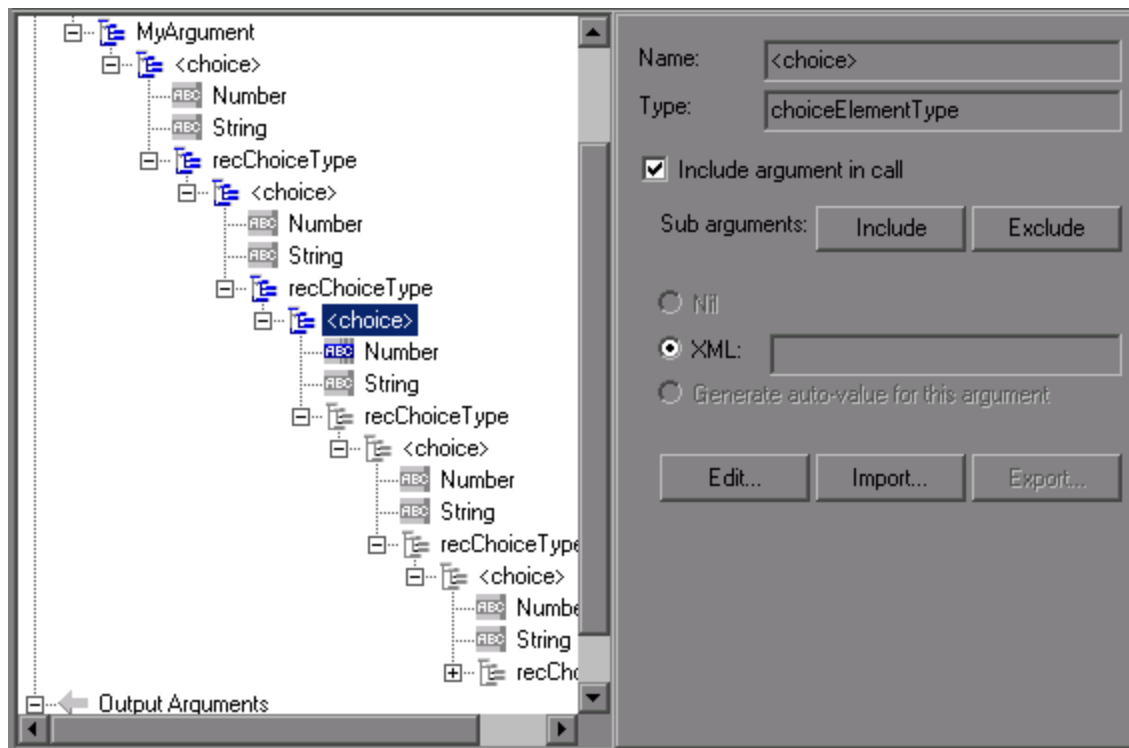 MyArgument
<choice>
Number
String
recChoiceType
<choice>
Number
String
recChoiceType
<choice>
Number
String
recChoiceType
<choice>
Number
String
recChoiceType
<choice>
Numbe
String
recCho
Output Arguments
Name: <choice>
Type: choiceElementType
Include argument in call
Sub arguments: Include Exclude
Nil
XML:
Generate auto-value for this argument
Edit... Import... Export...